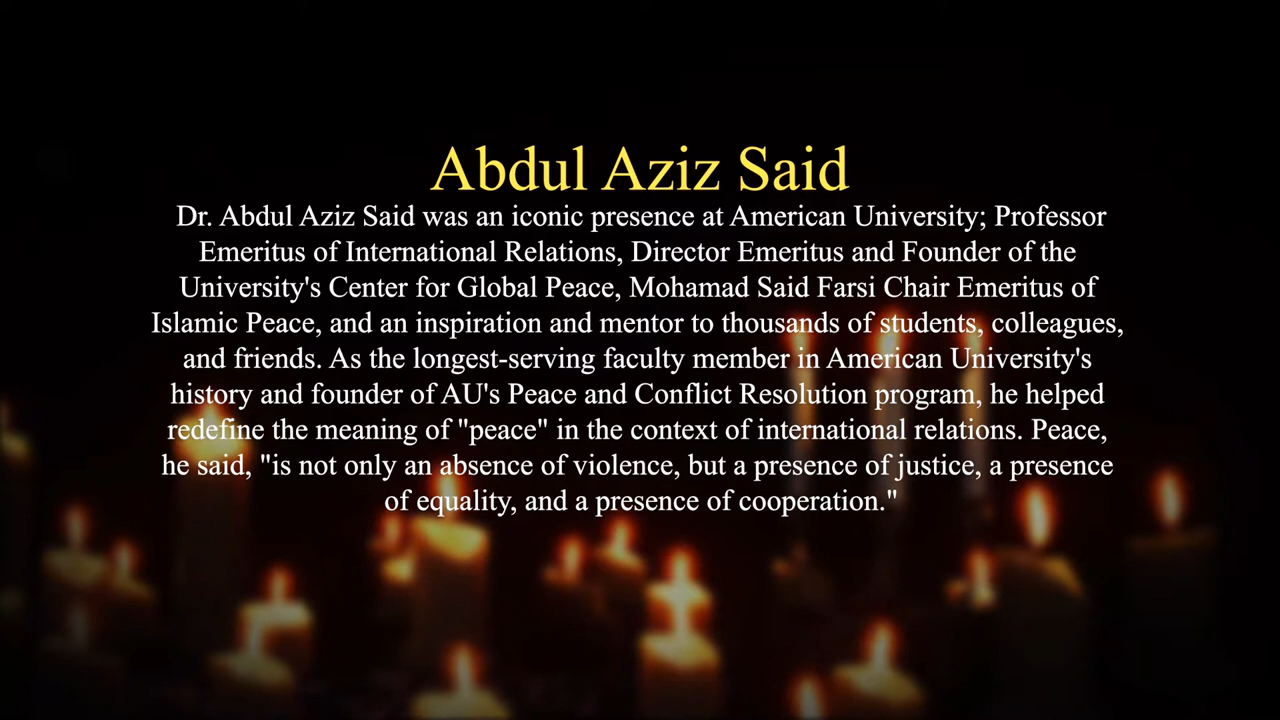 Abdul Aziz Said
Dr. Abdul Aziz Said was an iconic presence at American University; Professor
Emeritus of International Relations, Director Emeritus and Founder of the
University's Center for Global Peace, Mohamad Said Farsi Chair Emeritus of
Islamic Peace, and an inspiration and mentor to thousands of students, colleagues,
and friends. As the longest-serving faculty member in American University's
history and founder of AU's Peace and Conflict Resolution program, he helped
redefine the meaning of "peace" in the context of international relations. Peace,
he said, "is not only an absence of violence, but a presence of justice, a presence
of equality, and a presence of cooperation."